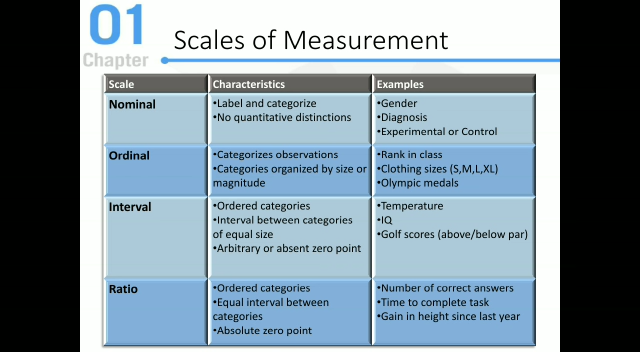 01
Chapter
Scales of Measurement
Scale
Characteristics
Examples
Nominal
•Label and categorize
•No quantitative distinctions
•Gender
•Diagnosis
•Experimental or Control
Ordinal
•Categorizes observations
•Categories organized by size or
magnitude
•Rank in class
•Clothing sizes (S,M,L,XL)
•Olympic medals
Interval
•Ordered categories
•Interval between categories
of equal size
•Arbitrary or absent zero point
•Temperature
•IQ
•Golf scores (above/below par)
Ratio
•Ordered categories
•Equal interval between
categories
•Absolute zero point
•Number of correct answers
•Time to complete task
•Gain in height since last year